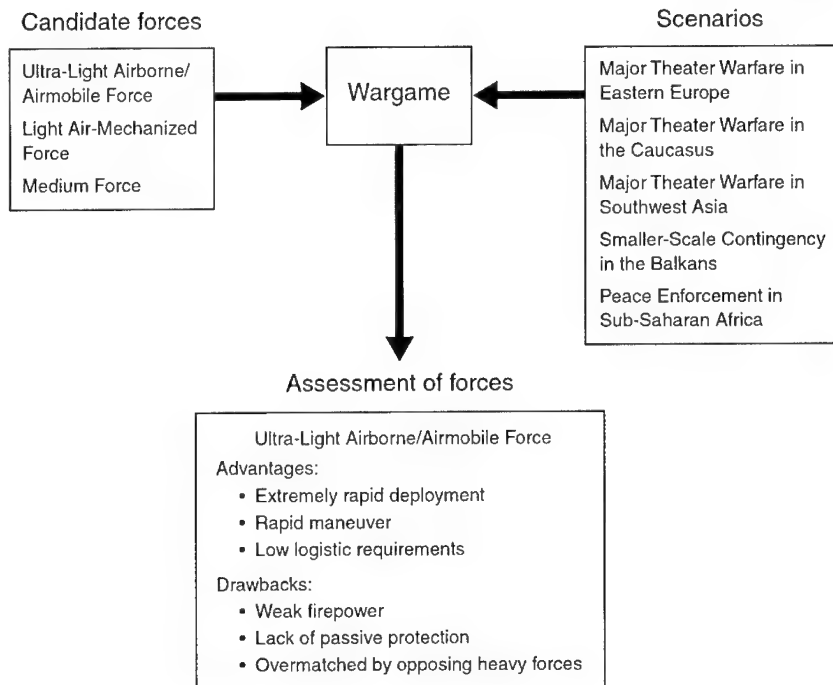 Candidate forces
Ultra-Light Airborne/
Airmobile Force
Light Air-Mechanized
Force
Medium Force
Wargame
Scenarios
Major Theater Warfare in
Eastern Europe
Major Theater Warfare in
the Caucasus
Major Theater Warfare in
Southwest Asia
Smaller-Scale Contingency
in the Balkans
Peace Enforcement in
Sub-Saharan Africa
Assessment of forces
Ultra-Light Airborne/Airmobile Force
Advantages:
• Extremely rapid deployment
• Rapid maneuver
• Low logistic requirements
Drawbacks:
• Weak firepower
• Lack of passive protection
• Overmatched by opposing heavy forces